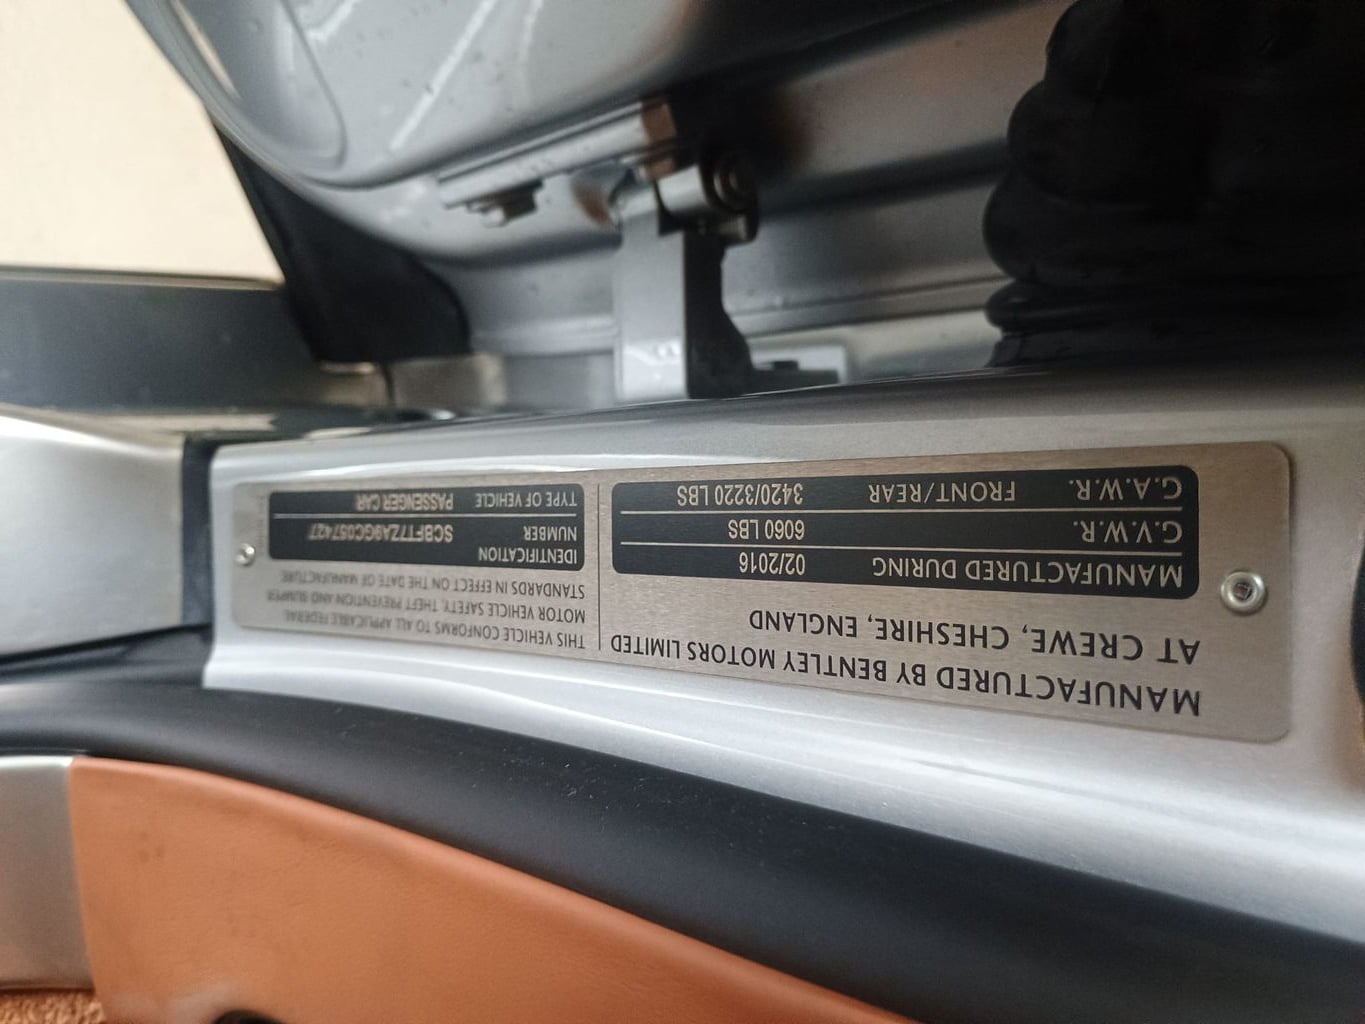 MANUFACTURED BY BENTLEY MOTORS LIMITED
AT CREWE, CHESHIRE, ENGLAND
MANUFACTURED DURING 02/2016
G.V.W.R. 6060 LBS
G.A.W.R. FRONT/REAR 3420/3220 LBS
THIS VEHICLE CONFORMS TO ALL APPLICABLE FEDERAL
MOTOR VEHICLE SAFETY, THEFT PREVENTION AND BUMPER
STANDARDS IN EFFECT ON THE DATE OF MANUFACTURE
IDENTIFICATION
NUMBER SCBFT7ZA9GC057427
TYPE OF VEHICLE PASSENGER CAR